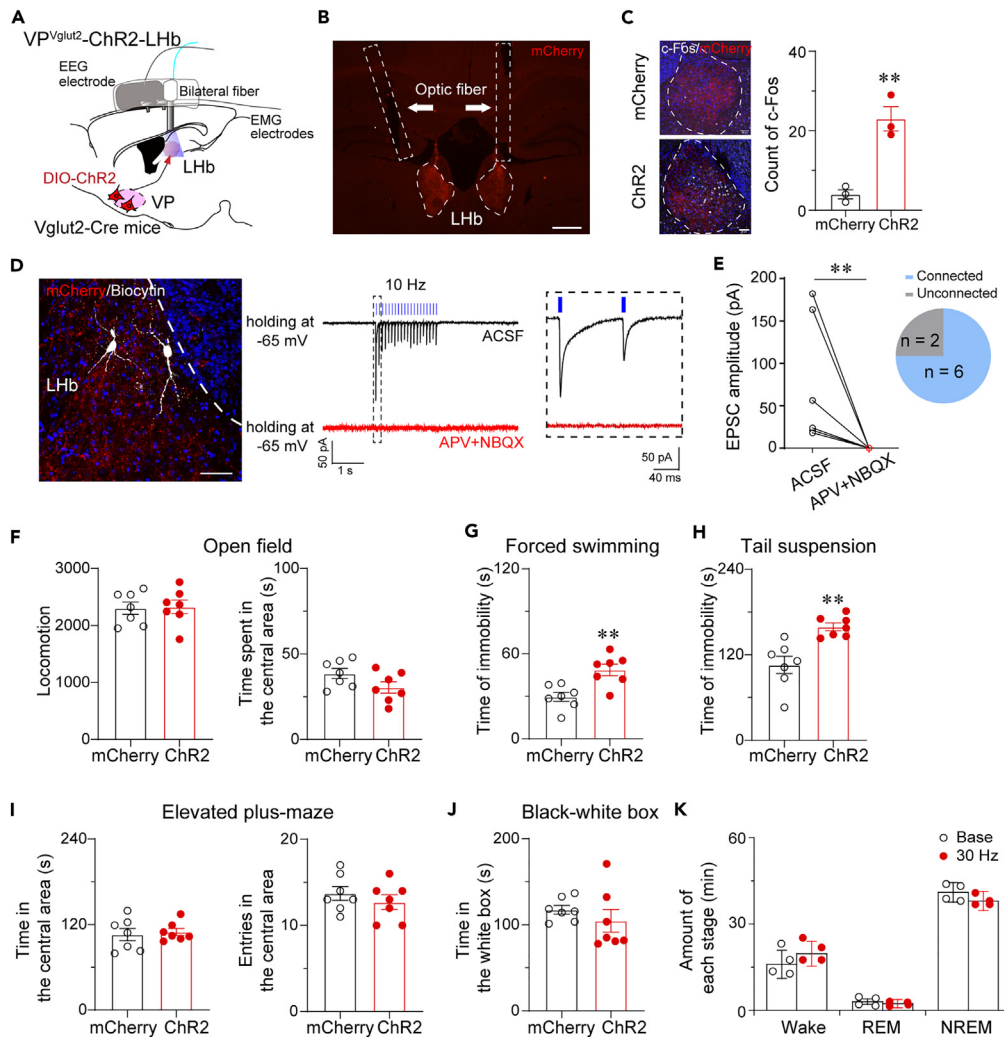 A
VP^Vglut2-ChR2-LHb
EEG
electrode
Bilateral fiber
EMG
electrodes
LHb
DIO-ChR2
VP
Vglut2-Cre mice
B
mCherry
Optic fiber
LHb
C
c-Fos/mCherry
mCherry
ChR2
Count of c-Fos
40
20
0
**
mCherry ChR2
D
mCherry/Biocytin
LHb
10 Hz
holding at
-65 mV
ACSF
holding at
-65 mV
APV+NBQX
50 pA
1 s
50 pA
40 ms
E
EPSC amplitude (pA)
200
150
100
50
0
**
ACSF
APV+NBQX
Connected
Unconnected
n = 2
n = 6
F
Open field
Locomotion
3000
2000
1000
0
mCherry ChR2
Time spent in
the central area (s)
100
50
0
mCherry ChR2
G
Forced swimming
Time of immobility (s)
120
60
0
**
mCherry ChR2
H
Tail suspension
Time of immobility (s)
240
120
0
**
mCherry ChR2
I
Elevated plus-maze
Time in
the central area (s)
240
120
0
mCherry ChR2
Entries in
the central area
20
15
10
5
0
mCherry ChR2
J
Black-white box
Time in
the white box (s)
200
100
0
mCherry ChR2
K
Amount of
each stage (min)
60
30
0
Base
30 Hz
Wake
REM
NREM